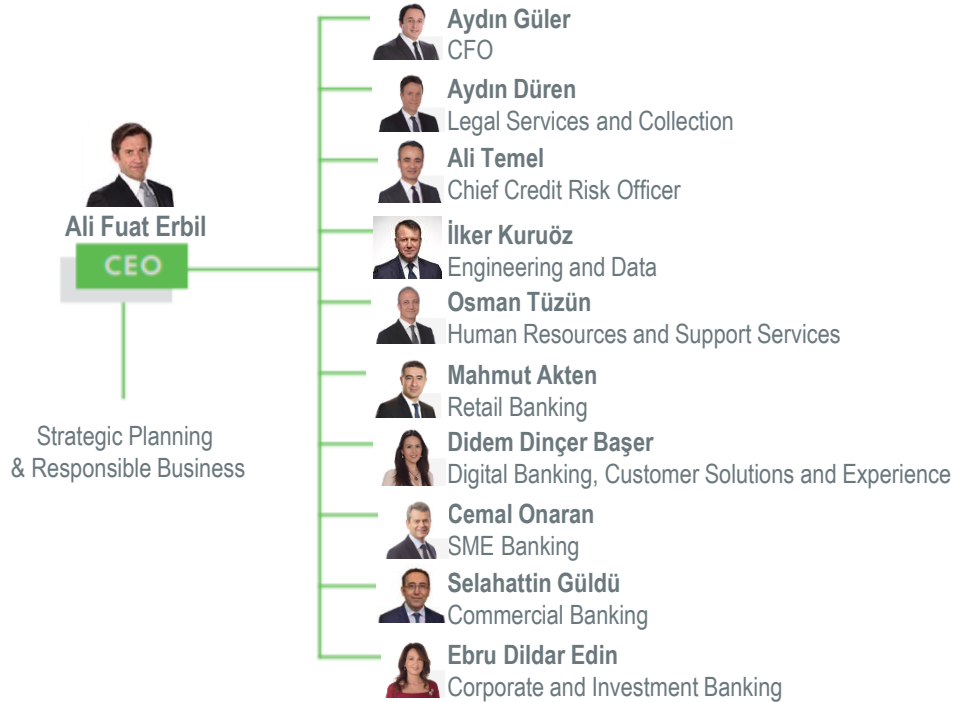 Ali Fuat Erbil
CEO
Strategic Planning
& Responsible Business
Aydın Güler
CFO
Aydın Düren
Legal Services and Collection
Ali Temel
Chief Credit Risk Officer
İlker Kuruöz
Engineering and Data
Osman Tüzün
Human Resources and Support Services
Mahmut Akten
Retail Banking
Didem Dinçer Başer
Digital Banking, Customer Solutions and Experience
Cemal Onaran
SME Banking
Selahattin Güldü
Commercial Banking
Ebru Dildar Edin
Corporate and Investment Banking